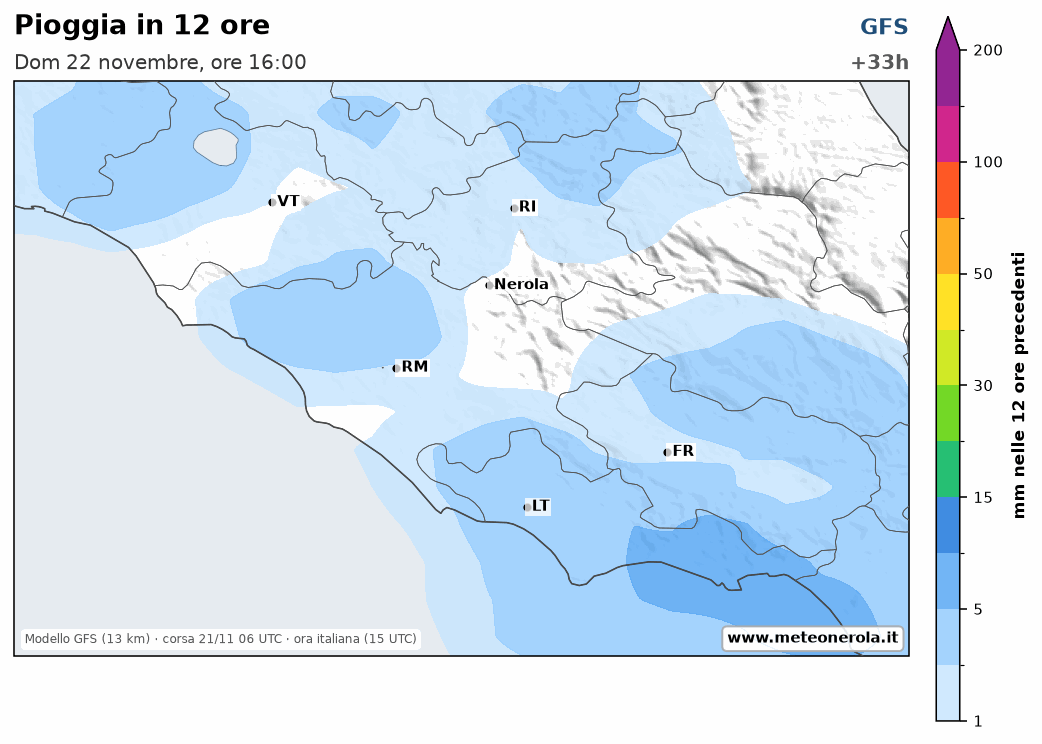 Pioggia in 12 ore
GFS
Dom 22 novembre, ore 16:00
+33h
VT
RI
Nerola
RM
FR
LT
Modello GFS (13 km) · corsa 21/11 06 UTC · ora italiana (15 UTC)
www.meteonerola.it
200
100
50
30
15
5
1
mm nelle 12 ore precedenti